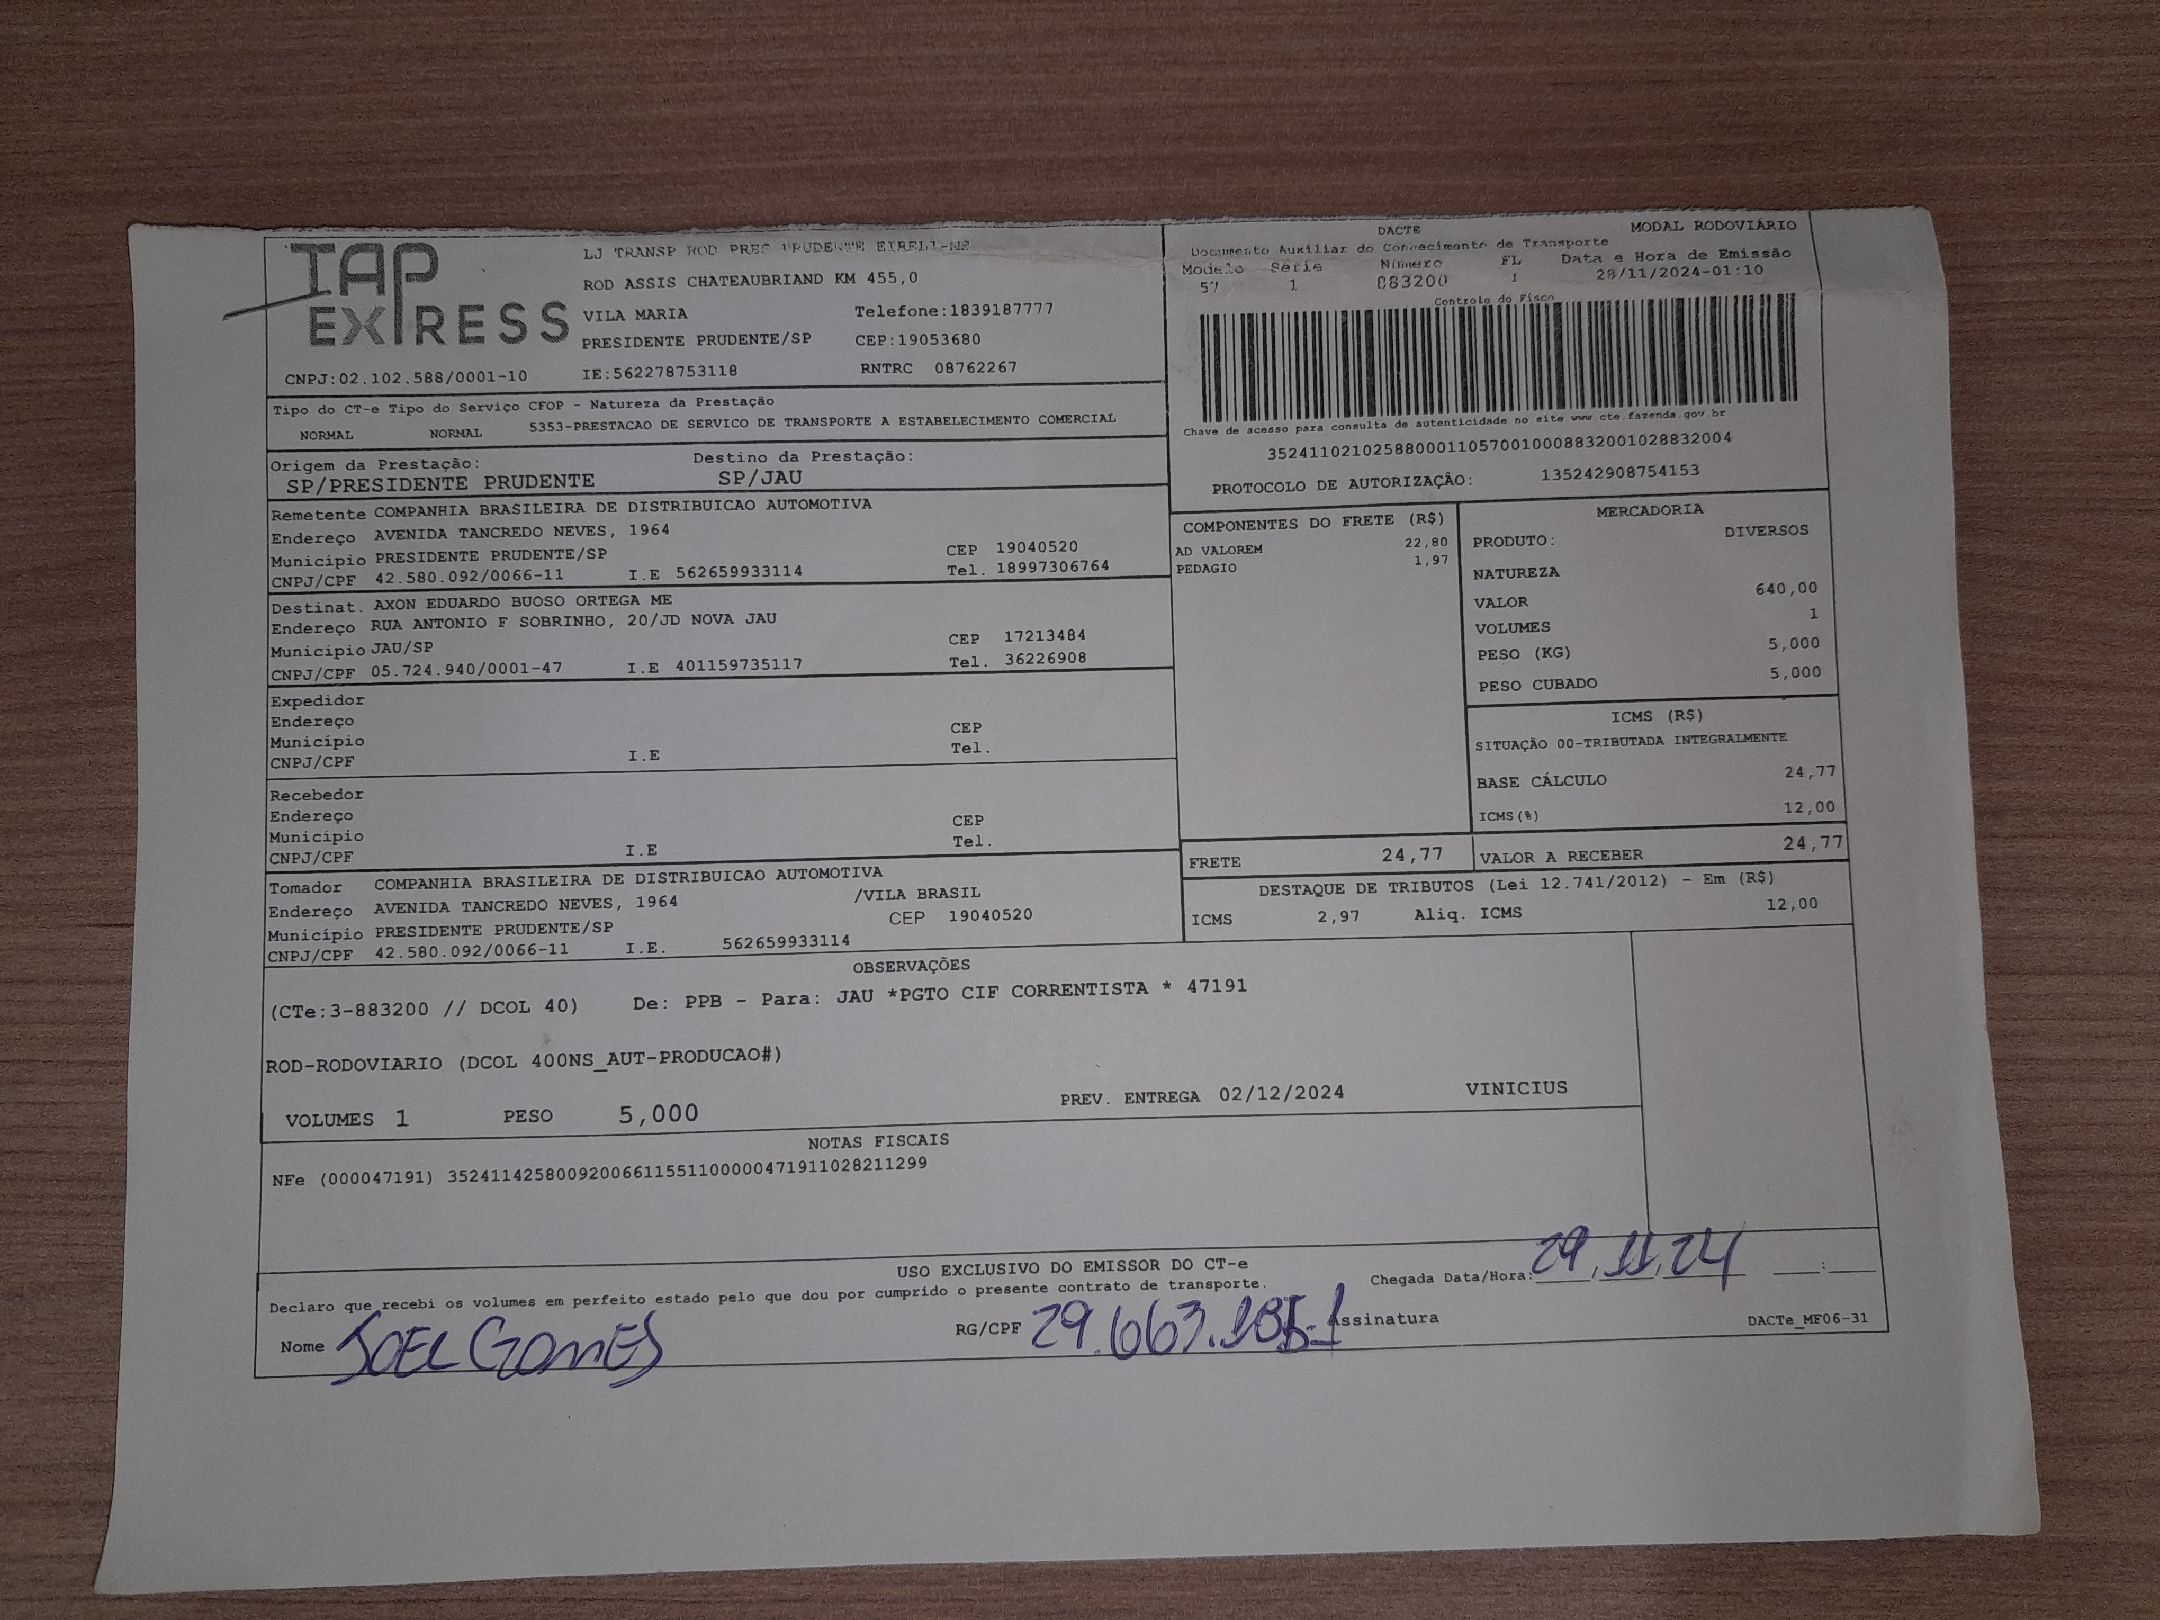 TAP
EXPRESS
CNPJ:02.102.588/0001-10
LJ TRANSP ROD PRES PRUDENTE EIRELI-ME
ROD ASSIS CHATEAUBRIAND KM 455,0
VILA MARIA Telefone:1839187777
PRESIDENTE PRUDENTE/SP CEP:19053680
IE:562278753118 RNTRC 08762267
DACTE MODAL RODOVIÁRIO
Documento Auxiliar do Conhecimento de Transporte
Modelo Série Número FL Data e Hora de Emissão
57 1 883200 1 28/11/2024-01:10
Controle do Fisco
Chave de acesso para consulta de autenticidade no site www.cte.fazenda.gov.br
35241102102588000110570010008832001028832004
PROTOCOLO DE AUTORIZAÇÃO: 135242908754153
Tipo do CT-e Tipo do Serviço CFOP - Natureza da Prestação
NORMAL NORMAL 5353-PRESTACAO DE SERVICO DE TRANSPORTE A ESTABELECIMENTO COMERCIAL
Origem da Prestação: Destino da Prestação:
SP/PRESIDENTE PRUDENTE SP/JAU
Remetente COMPANHIA BRASILEIRA DE DISTRIBUICAO AUTOMOTIVA
Endereço AVENIDA TANCREDO NEVES, 1964
Município PRESIDENTE PRUDENTE/SP CEP 19040520
CNPJ/CPF 42.580.092/0066-11 I.E 562659933114 Tel. 18997306764
Destinat. AXON EDUARDO BUOSO ORTEGA ME
Endereço RUA ANTONIO F SOBRINHO, 20/JD NOVA JAU
Município JAU/SP CEP 17213484
CNPJ/CPF 05.724.940/0001-47 I.E 401159735117 Tel. 36226908
Expedidor
Endereço CEP
Município Tel.
CNPJ/CPF I.E
Recebedor
Endereço CEP
Município Tel.
CNPJ/CPF I.E
Tomador COMPANHIA BRASILEIRA DE DISTRIBUICAO AUTOMOTIVA
Endereço AVENIDA TANCREDO NEVES, 1964 /VILA BRASIL
Município PRESIDENTE PRUDENTE/SP CEP 19040520
CNPJ/CPF 42.580.092/0066-11 I.E. 562659933114
COMPONENTES DO FRETE (R$)
AD VALOREM 22,80
PEDAGIO 1,97
MERCADORIA
PRODUTO: DIVERSOS
NATUREZA
VALOR 640,00
VOLUMES 1
PESO (KG) 5,000
PESO CUBADO 5,000
ICMS (R$)
SITUAÇÃO 00-TRIBUTADA INTEGRALMENTE
BASE CÁLCULO 24,77
ICMS(%) 12,00
FRETE 24,77 VALOR A RECEBER 24,77
DESTAQUE DE TRIBUTOS (Lei 12.741/2012) - Em (R$)
ICMS 2,97 Aliq. ICMS 12,00
OBSERVAÇÕES
(CTe:3-883200 // DCOL 40) De: PPB - Para: JAU *PGTO CIF CORRENTISTA * 47191
ROD-RODOVIARIO (DCOL 400NS_AUT-PRODUCAO#)
VOLUMES 1 PESO 5,000 PREV. ENTREGA 02/12/2024 VINICIUS
NOTAS FISCAIS
NFe (000047191) 35241142580092006611551100000471911028211299
USO EXCLUSIVO DO EMISSOR DO CT-e
Declaro que recebi os volumes em perfeito estado pelo que dou por cumprido o presente contrato de transporte. Chegada Data/Hora: 29,11,24 :
Nome JOEL GOMES RG/CPF 29.663. Assinatura DACTe_MF06-31